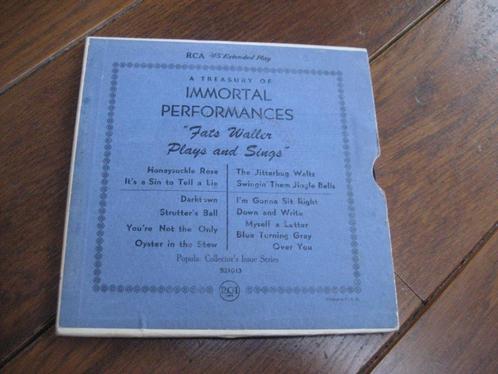 RCA "45 Extended Play
A TREASURY OF
IMMORTAL
PERFORMANCES
"Fats Waller
Plays and Sings"
Honeysuckle Rose
It's a Sin to Tell a Lie
The Jitterbug Waltz
Swingin' Them Jingle Bells
Darktown
Strutter's Ball
You're Not the Only
Oyster in the Stew
I'm Gonna Sit Right
Down and Write
Myself a Letter
Blue Turning Gray
Over You
Popular Collector's Issue Series
RCA